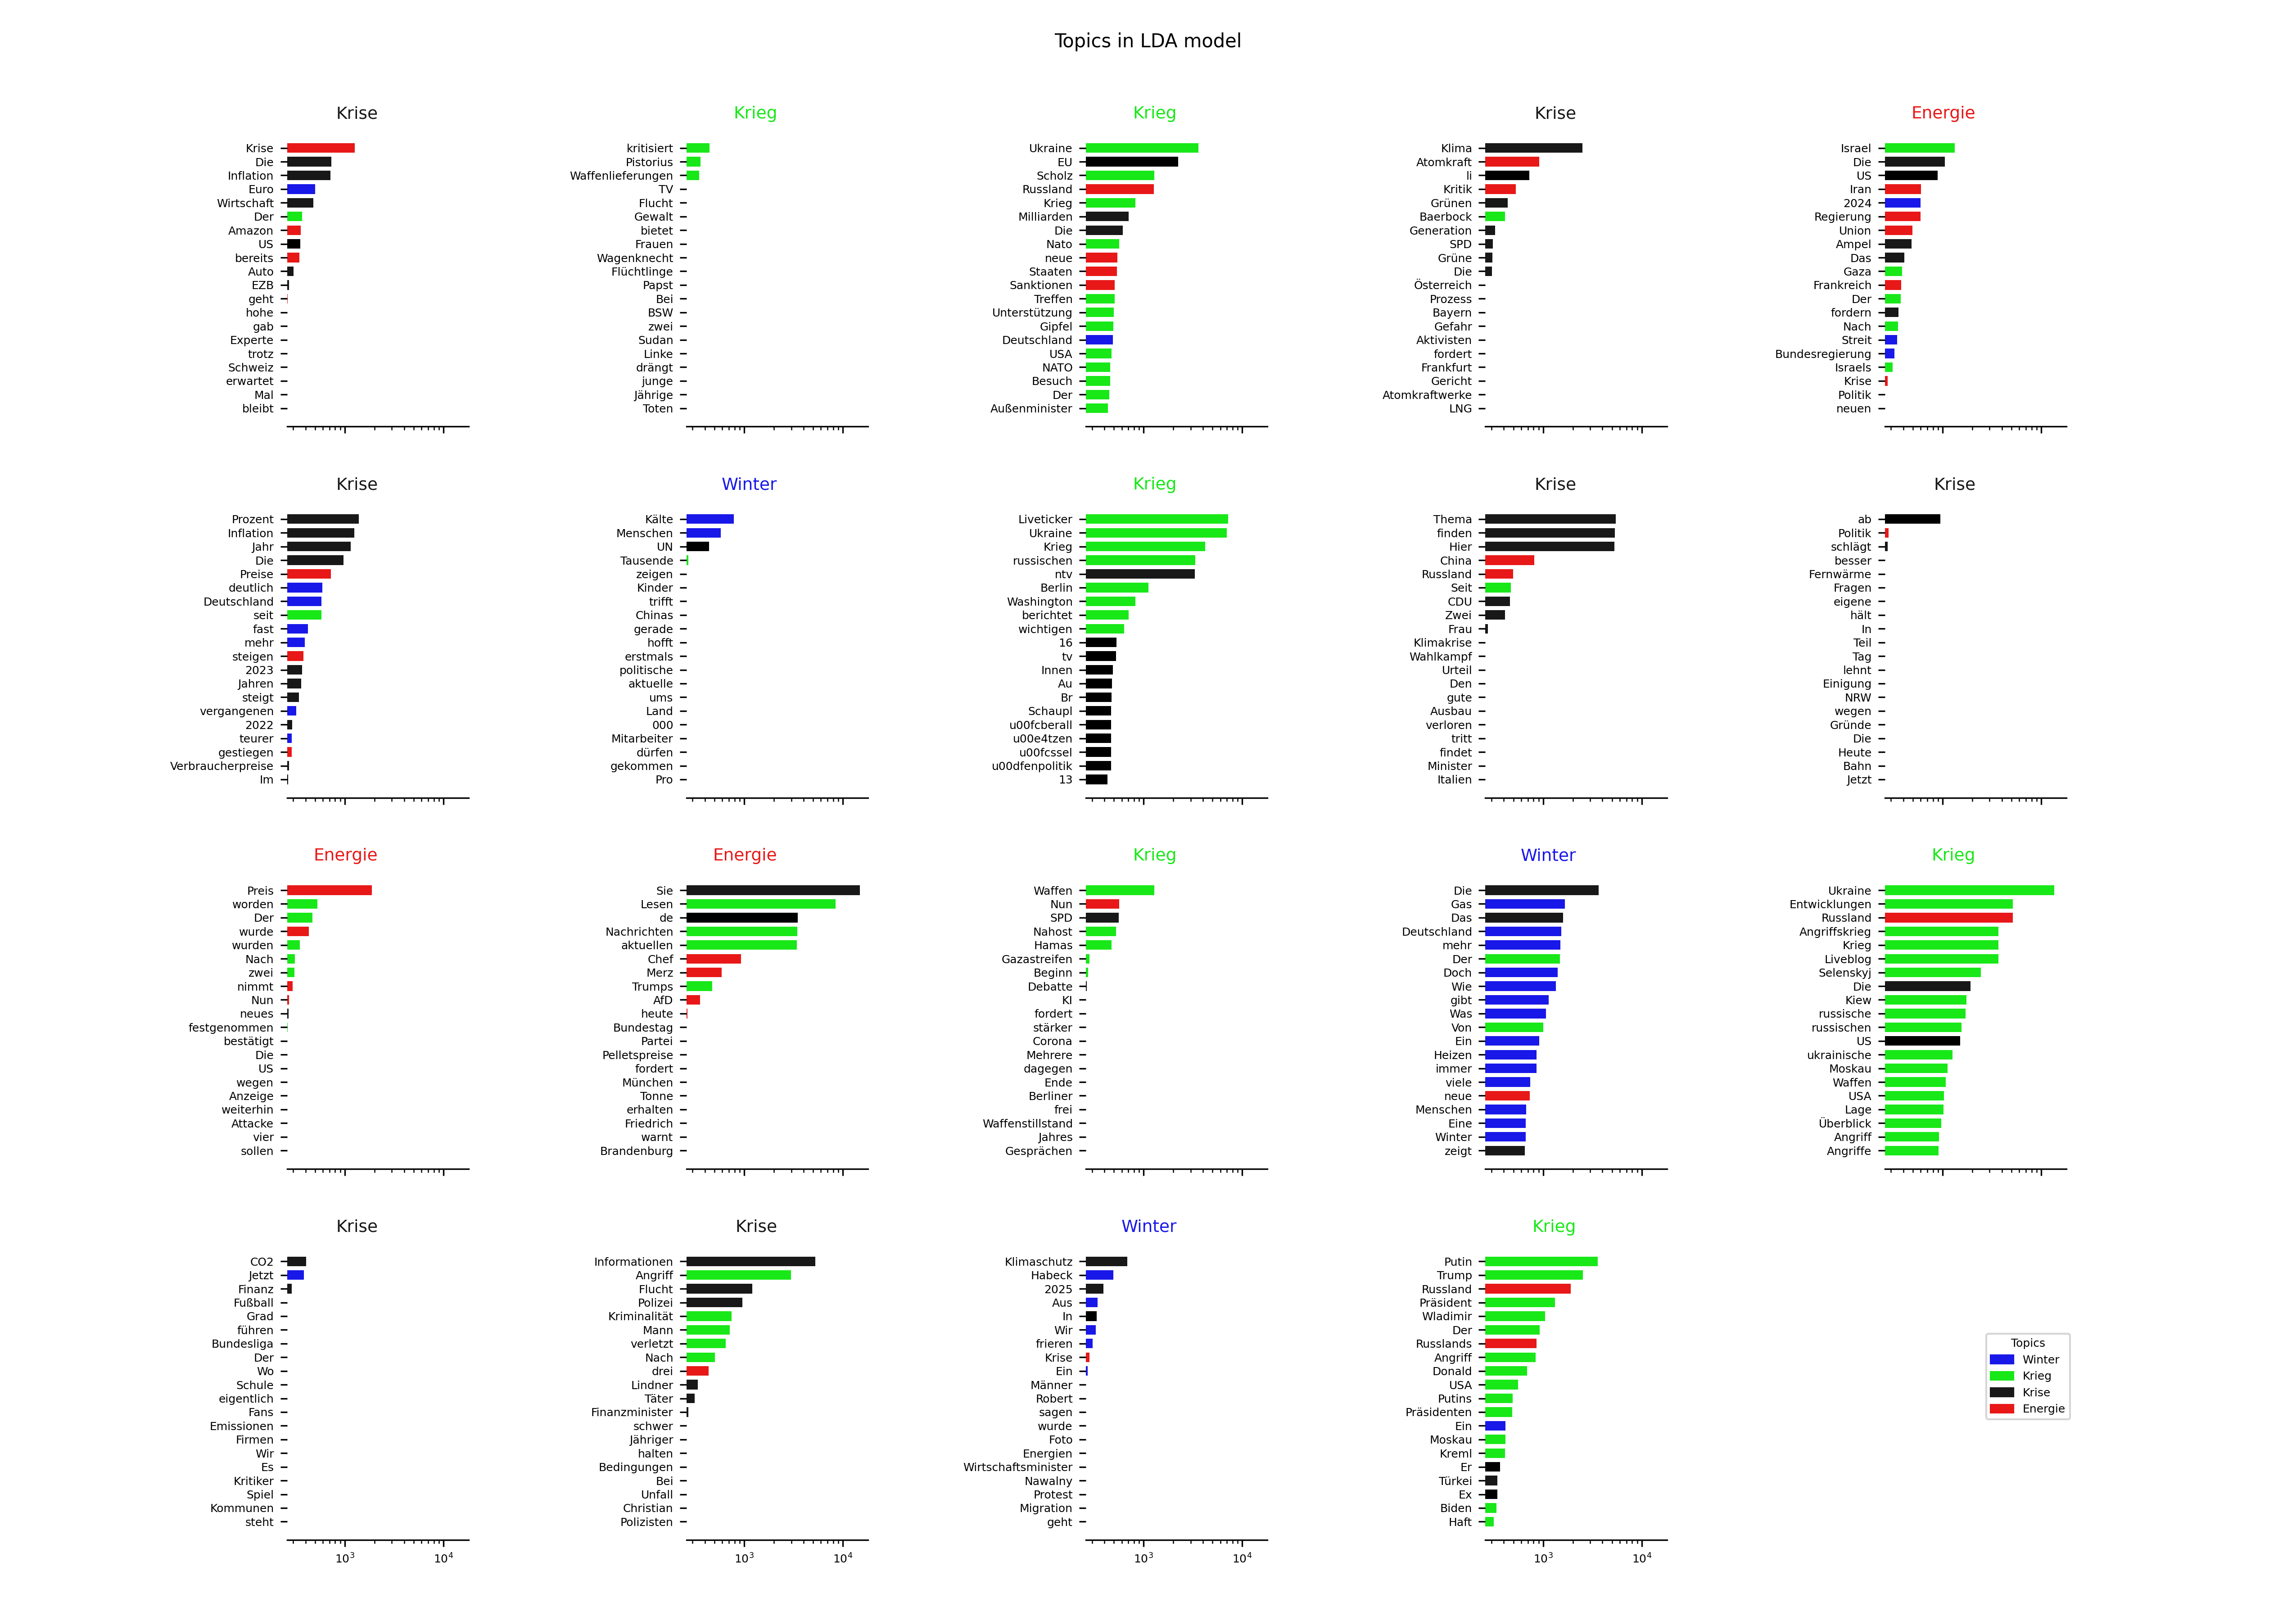 Topics in LDA model
Krise
Krise
Die
Inflation
Euro
Wirtschaft
Der
Amazon
US
bereits
Auto
EZB
geht
hohe
gab
Experte
trotz
Schweiz
erwartet
Mal
bleibt
Krieg
kritisiert
Pistorius
Waffenlieferungen
TV
Flucht
Gewalt
bietet
Frauen
Wagenknecht
Flüchtlinge
Papst
Bei
BSW
zwei
Sudan
Linke
drängt
junge
Jährige
Toten
Krieg
Ukraine
EU
Scholz
Russland
Krieg
Milliarden
Die
Nato
neue
Staaten
Sanktionen
Treffen
Unterstützung
Gipfel
Deutschland
USA
NATO
Besuch
Der
Außenminister
Krise
Klima
Atomkraft
li
Kritik
Grünen
Baerbock
Generation
SPD
Grüne
Die
Österreich
Prozess
Bayern
Gefahr
Aktivisten
fordert
Frankfurt
Gericht
Atomkraftwerke
LNG
Energie
Israel
Die
US
Iran
2024
Regierung
Union
Ampel
Das
Gaza
Frankreich
Der
fordern
Nach
Streit
Bundesregierung
Israels
Krise
Politik
neuen
Krise
Prozent
Inflation
Jahr
Die
Preise
deutlich
Deutschland
seit
fast
mehr
steigen
2023
Jahren
steigt
vergangenen
2022
teurer
gestiegen
Verbraucherpreise
Im
Winter
Kälte
Menschen
UN
Tausende
zeigen
Kinder
trifft
Chinas
gerade
hofft
erstmals
politische
aktuelle
ums
Land
000
Mitarbeiter
dürfen
gekommen
Pro
Krieg
Liveticker
Ukraine
Krieg
russischen
ntv
Berlin
Washington
berichtet
wichtigen
16
tv
Innen
Au
Br
Schaupl
u00fcberall
u00e4tzen
u00fcssel
u00dfenpolitik
13
Krise
Thema
finden
Hier
China
Russland
Seit
CDU
Zwei
Frau
Klimakrise
Wahlkampf
Urteil
Den
gute
Ausbau
verloren
tritt
findet
Minister
Italien
Krise
ab
Politik
schlägt
besser
Fernwärme
Fragen
eigene
hält
In
Teil
Tag
lehnt
Einigung
NRW
wegen
Gründe
Die
Heute
Bahn
Jetzt
Energie
Preis
worden
Der
wurde
wurden
Nach
zwei
nimmt
Nun
neues
festgenommen
bestätigt
Die
US
wegen
Anzeige
weiterhin
Attacke
vier
sollen
Energie
Sie
Lesen
de
Nachrichten
aktuellen
Chef
Merz
Trumps
AfD
heute
Bundestag
Partei
Pelletspreise
fordert
München
Tonne
erhalten
Friedrich
warnt
Brandenburg
Krieg
Waffen
Nun
SPD
Nahost
Hamas
Gazastreifen
Beginn
Debatte
KI
fordert
stärker
Corona
Mehrere
dagegen
Ende
Berliner
frei
Waffenstillstand
Jahres
Gesprächen
Winter
Die
Gas
Das
Deutschland
mehr
Der
Doch
Wie
gibt
Was
Von
Ein
Heizen
immer
viele
neue
Menschen
Eine
Winter
zeigt
Krieg
Ukraine
Entwicklungen
Russland
Angriffskrieg
Krieg
Liveblog
Selenskyj
Die
Kiew
russische
russischen
US
ukrainische
Moskau
Waffen
USA
Lage
Überblick
Angriff
Angriffe
Krise
CO2
Jetzt
Finanz
Fußball
Grad
führen
Bundesliga
Der
Wo
Schule
eigentlich
Fans
Emissionen
Firmen
Wir
Es
Kritiker
Spiel
Kommunen
steht
10³ 10⁴
Krise
Informationen
Angriff
Flucht
Polizei
Kriminalität
Mann
verletzt
Nach
drei
Lindner
Täter
Finanzminister
schwer
Jähriger
halten
Bedingungen
Bei
Unfall
Christian
Polizisten
10³ 10⁴
Winter
Klimaschutz
Habeck
2025
Aus
In
Wir
frieren
Krise
Ein
Männer
Robert
sagen
wurde
Foto
Energien
Wirtschaftsminister
Nawalny
Protest
Migration
geht
10³ 10⁴
Krieg
Putin
Trump
Russland
Präsident
Wladimir
Der
Russlands
Angriff
Donald
USA
Putins
Präsidenten
Ein
Moskau
Kreml
Er
Türkei
Ex
Biden
Haft
10³ 10⁴
Topics
Winter
Krieg
Krise
Energie